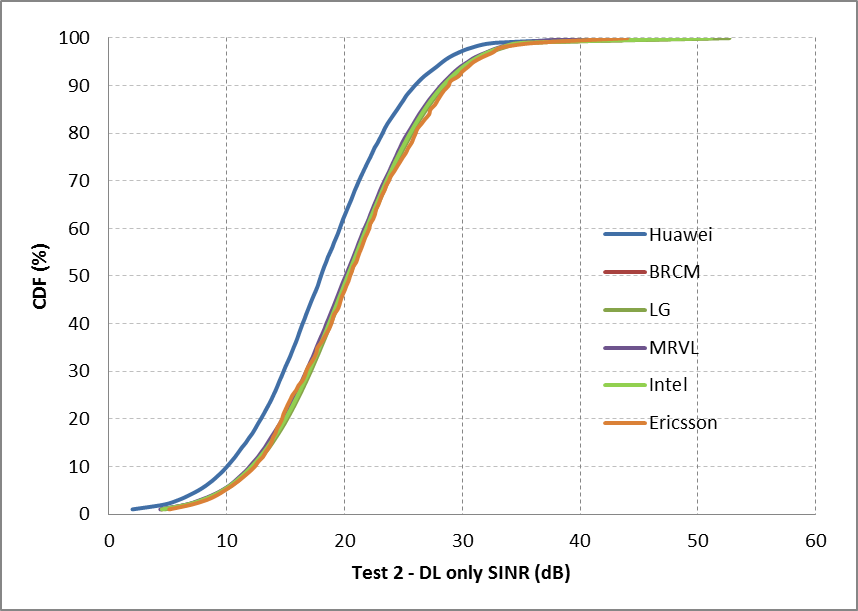 100
90
80
70
60
50
40
30
20
10
0
CDF (%)
Huawei
BRCM
LG
MRVL
Intel
Ericsson
0 10 20 30 40 50 60
Test 2 - DL only SINR (dB)